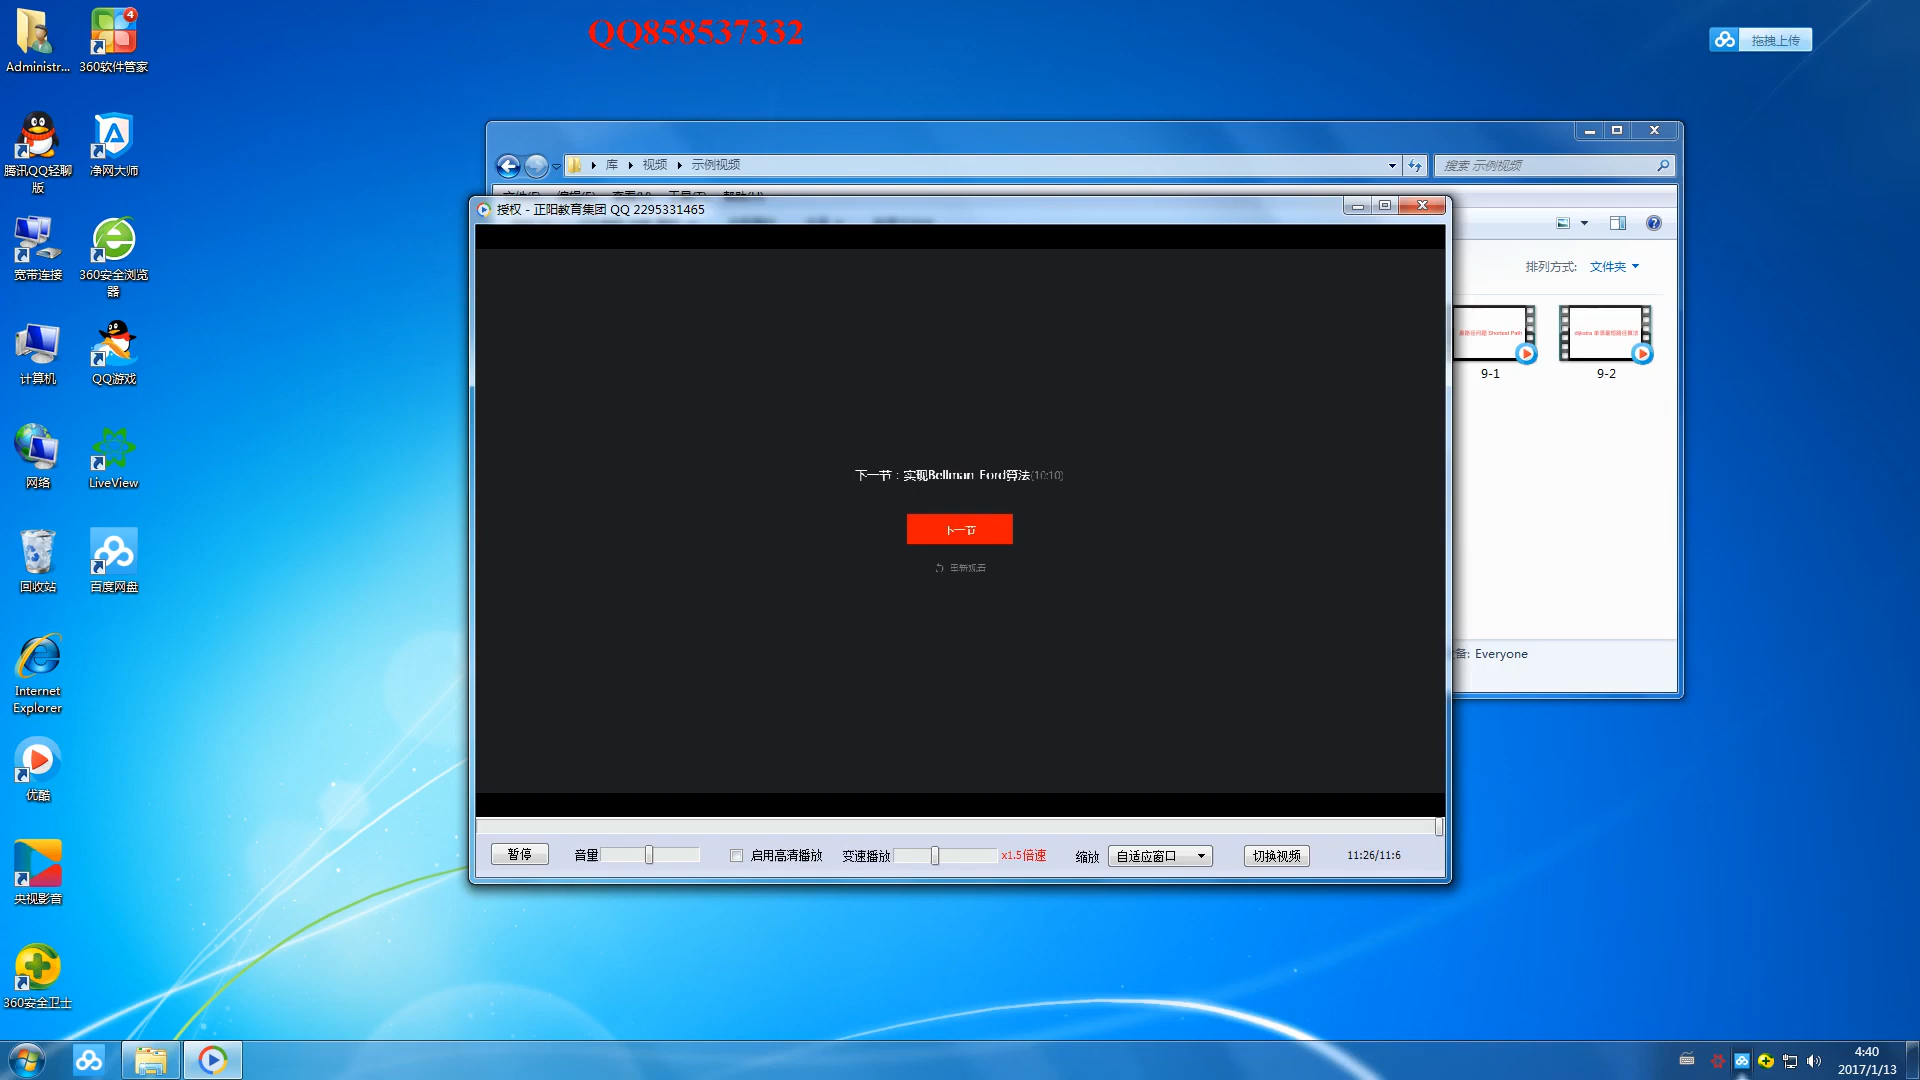 QQ858537332
拖拽上传
Administr...
360软件管家
腾讯QQ轻聊版
净网大师
宽带连接
360安全浏览器
计算机
QQ游戏
网络
LiveView
回收站
百度网盘
Internet Explorer
优酷
央视影音
360安全卫士
库 视频 示例视频
搜索 示例视频
授权 - 正阳教育集团 QQ 2295331465
排列方式: 文件夹
9-1
9-2
Everyone
下一节：实现Bellman-Ford算法(10:10)
下一节
重新观看
暂停
音量
启用高清播放
变速播放
x1.5倍速
缩放
自适应窗口
切换视频
11:26/11:6
4:40
2017/1/13